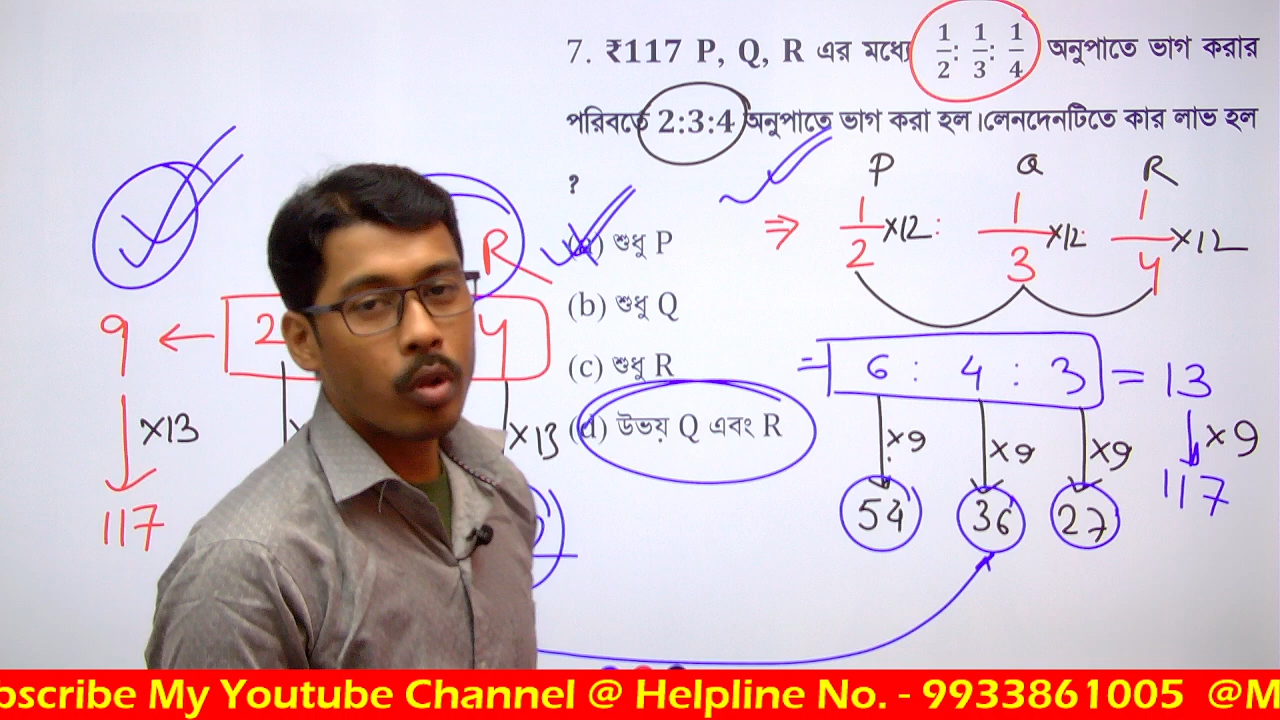 7. ₹117 P, Q, R এর মধ্যে 1/2 : 1/3 : 1/4 অনুপাতে ভাগ করার
পরিবর্তে 2:3:4 অনুপাতে ভাগ করা হল।লেনদেনটিতে কার লাভ হল
?
(a) শুধু P
(b) শুধু Q
(c) শুধু R
(d) উভয় Q এবং R
P Q R
⇒ 1/2 ×12 : 1/3 ×12 : 1/4 ×12
= 6 : 4 : 3 = 13
×9 ×9 ×9 ×9
54 36 27 117
R
9 ← 2 4
×13 ×13
117
bscribe My Youtube Channel @ Helpline No. - 9933861005 @M